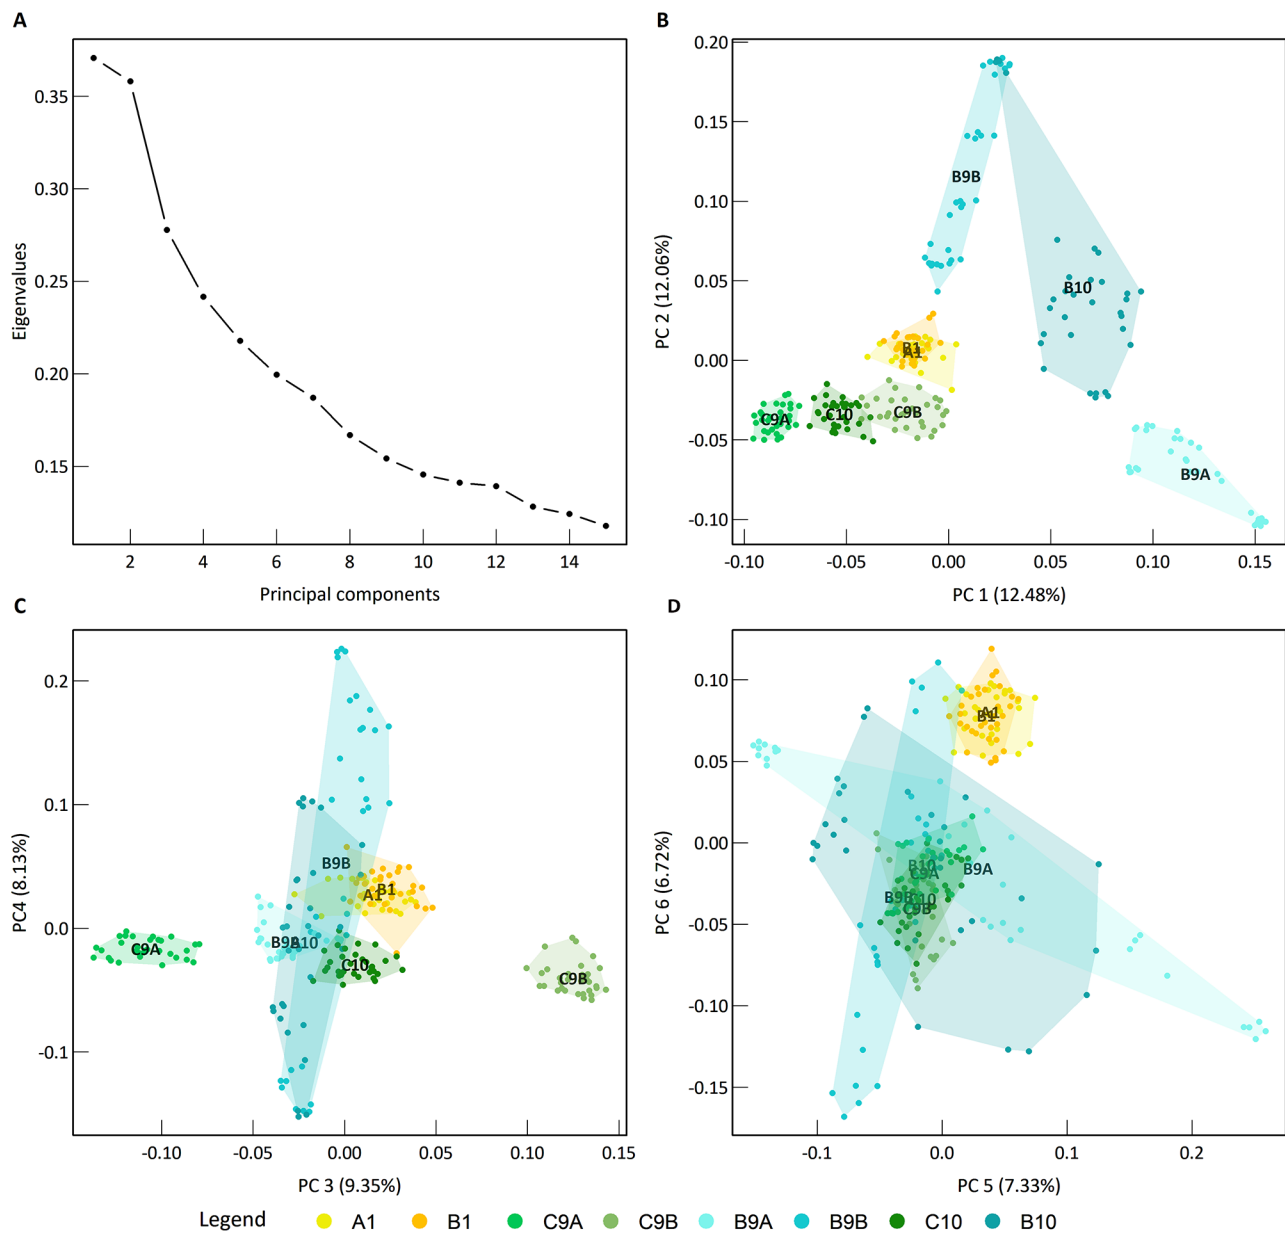 A
Eigenvalues
0.35
0.30
0.25
0.20
0.15
2 4 6 8 10 12 14
Principal components
B
PC 2 (12.06%)
0.20
0.15
0.10
0.05
0.00
-0.05
-0.10
B9B
B10
B1
A1
C9A
C10
C9B
B9A
-0.10 -0.05 0.00 0.05 0.10 0.15
PC 1 (12.48%)
C
PC4 (8.13%)
0.2
0.1
0.0
-0.1
B9B
B1
A1
C9A
B9A
B10
C10
C9B
-0.10 -0.05 0.00 0.05 0.10 0.15
PC 3 (9.35%)
D
PC 6 (6.72%)
0.10
0.05
0.00
-0.05
-0.10
-0.15
A1
B1
B10
C9A
B9A
B9B
C10
C9B
-0.1 0.0 0.1 0.2
PC 5 (7.33%)
Legend A1 B1 C9A C9B B9A B9B C10 B10